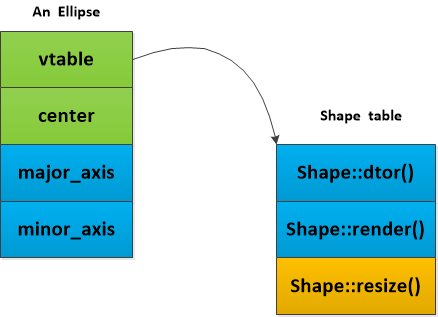 An Ellipse
vtable
center
major_axis
minor_axis
Shape table
Shape::dtor()
Shape::render()
Shape::resize()